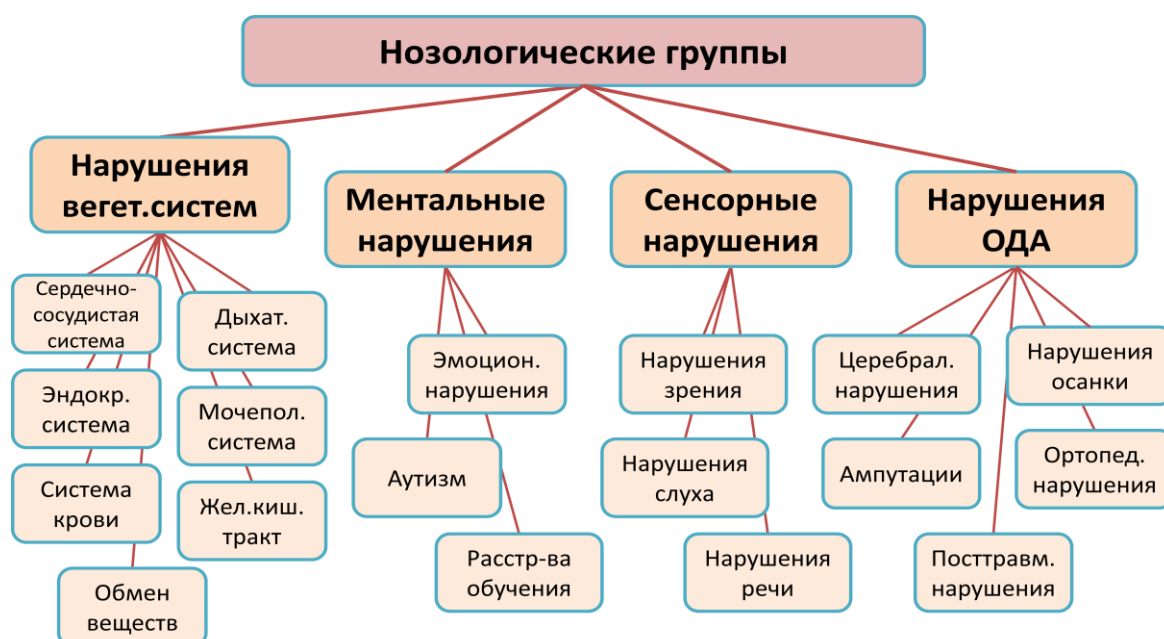 Нозологические группы
Нарушения
вегет.систем
Ментальные
нарушения
Сенсорные
нарушения
Нарушения
ОДА
Сердечно-
сосудистая
система
Дыхат.
система
Эндокр.
система
Мочепол.
система
Система
крови
Жел.киш.
тракт
Обмен
веществ
Эмоцион.
нарушения
Аутизм
Расстр-ва
обучения
Нарушения
зрения
Нарушения
слуха
Нарушения
речи
Церебрал.
нарушения
Нарушения
осанки
Ампутации
Ортопед.
нарушения
Посттравм.
нарушения